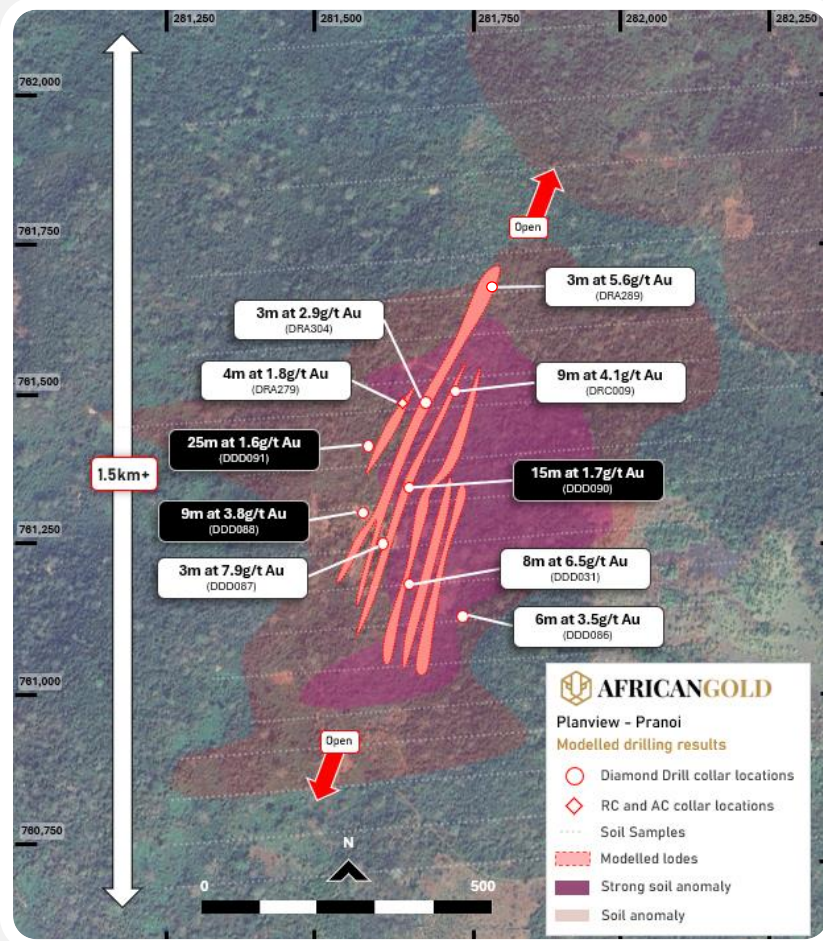 281,250
281,500
281,750
282,000
282,250
762,000
761,750
761,500
761,250
761,000
760,750
Open
3m at 5.6g/t Au
(DRA289)
3m at 2.9g/t Au
(DRA304)
4m at 1.8g/t Au
(DRA279)
9m at 4.1g/t Au
(DRC009)
25m at 1.6g/t Au
(DDD091)
1.5km+
15m at 1.7g/t Au
(DDD090)
9m at 3.8g/t Au
(DDD088)
3m at 7.9g/t Au
(DDD087)
8m at 6.5g/t Au
(DDD031)
6m at 3.5g/t Au
(DDD086)
Open
N
0
500
AFRICANGOLD
Planview - Pranoi
Modelled drilling results
Diamond Drill collar locations
RC and AC collar locations
Soil Samples
Modelled lodes
Strong soil anomaly
Soil anomaly